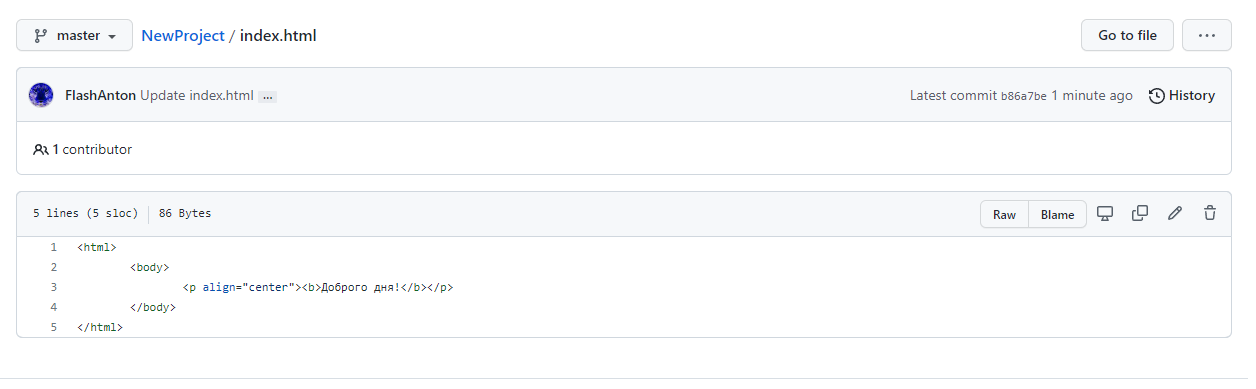 master NewProject / index.html Go to file ...
FlashAnton Update index.html ... Latest commit b86a7be 1 minute ago History
1 contributor
5 lines (5 sloc) 86 Bytes Raw Blame
1 <html>
2 <body>
3 <p align="center"><b>Доброго дня!</b></p>
4 </body>
5 </html>